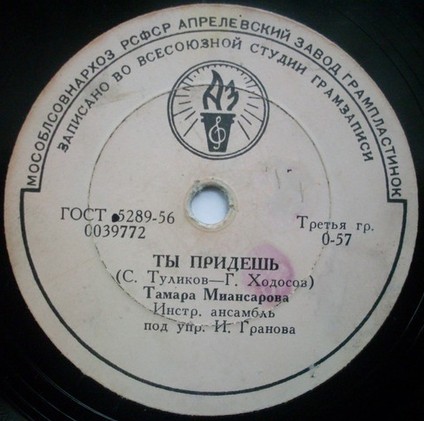 МОСОБЛСОВНАРХОЗ РСФСР АПРЕЛЕВСКИЙ ЗАВОД ГРАМПЛАСТИНОК
ЗАПИСАНО ВО ВСЕСОЮЗНОЙ СТУДИИ ГРАМЗАПИСИ
АЗ
ГОСТ 5289-56
0039772
Третья гр.
0-57
ТЫ ПРИДЕШЬ
(С. Туликов—Г. Ходосов)
Тамара Миансарова
Инстр. ансамбль
под упр. И. Гранова